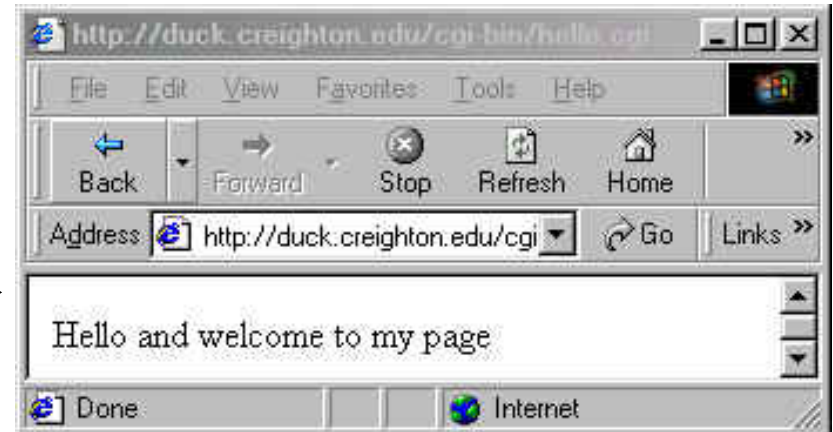 http://duck.creighton.edu/cgi-bin/hello.cgi
File Edit View Favorites Tools Help
Back Forward Stop Refresh Home »
Address http://duck.creighton.edu/cgi Go Links »
Hello and welcome to my page
Done Internet